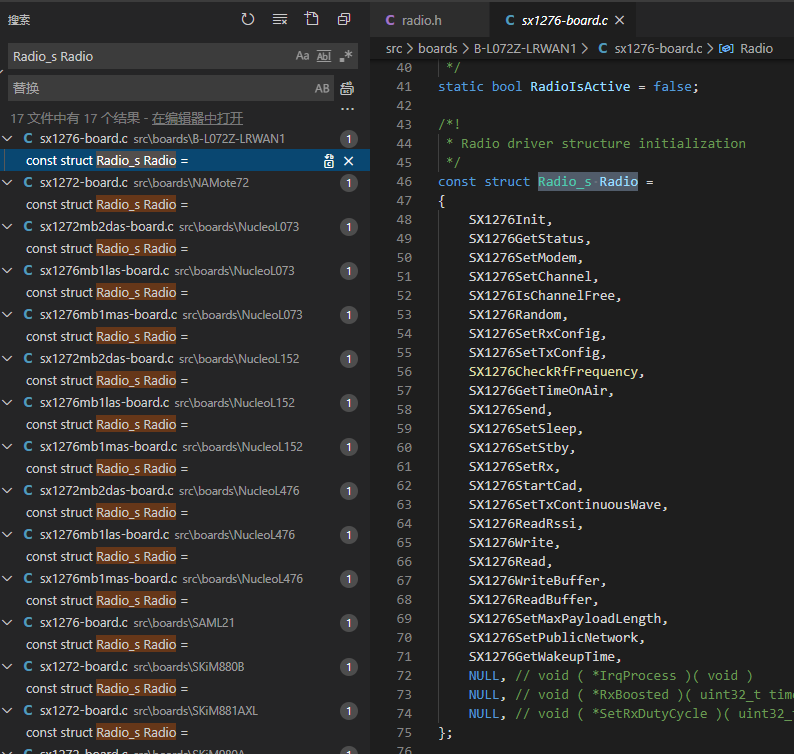 搜索
Radio_s Radio
Aa Abl .*
替换
AB
17 文件中有 17 个结果 - 在编辑器中打开
C sx1276-board.c src\boards\B-L072Z-LRWAN1 1
const struct Radio_s Radio =
C sx1272-board.c src\boards\NAMote72 1
const struct Radio_s Radio =
C sx1272mb2das-board.c src\boards\NucleoL073 1
const struct Radio_s Radio =
C sx1276mb1las-board.c src\boards\NucleoL073 1
const struct Radio_s Radio =
C sx1276mb1mas-board.c src\boards\NucleoL073 1
const struct Radio_s Radio =
C sx1272mb2das-board.c src\boards\NucleoL152 1
const struct Radio_s Radio =
C sx1276mb1las-board.c src\boards\NucleoL152 1
const struct Radio_s Radio =
C sx1276mb1mas-board.c src\boards\NucleoL152 1
const struct Radio_s Radio =
C sx1272mb2das-board.c src\boards\NucleoL476 1
const struct Radio_s Radio =
C sx1276mb1las-board.c src\boards\NucleoL476 1
const struct Radio_s Radio =
C sx1276mb1mas-board.c src\boards\NucleoL476 1
const struct Radio_s Radio =
C sx1276-board.c src\boards\SAML21 1
const struct Radio_s Radio =
C sx1272-board.c src\boards\SKiM880B 1
const struct Radio_s Radio =
C sx1272-board.c src\boards\SKiM881AXL 1
const struct Radio_s Radio =
C sx1272-board.c src\boards\SKiM980A 1
C radio.h
C sx1276-board.c
src > boards > B-L072Z-LRWAN1 > C sx1276-board.c > Radio
40 */
41 static bool RadioIsActive = false;
42
43 /*!
44 * Radio driver structure initialization
45 */
46 const struct Radio_s Radio =
47 {
48 SX1276Init,
49 SX1276GetStatus,
50 SX1276SetModem,
51 SX1276SetChannel,
52 SX1276IsChannelFree,
53 SX1276Random,
54 SX1276SetRxConfig,
55 SX1276SetTxConfig,
56 SX1276CheckRfFrequency,
57 SX1276GetTimeOnAir,
58 SX1276Send,
59 SX1276SetSleep,
60 SX1276SetStby,
61 SX1276SetRx,
62 SX1276StartCad,
63 SX1276SetTxContinuousWave,
64 SX1276ReadRssi,
65 SX1276Write,
66 SX1276Read,
67 SX1276WriteBuffer,
68 SX1276ReadBuffer,
69 SX1276SetMaxPayloadLength,
70 SX1276SetPublicNetwork,
71 SX1276GetWakeupTime,
72 NULL, // void ( *IrqProcess )( void )
73 NULL, // void ( *RxBoosted )( uint32_t time
74 NULL, // void ( *SetRxDutyCycle )( uint32_t
75 };
76